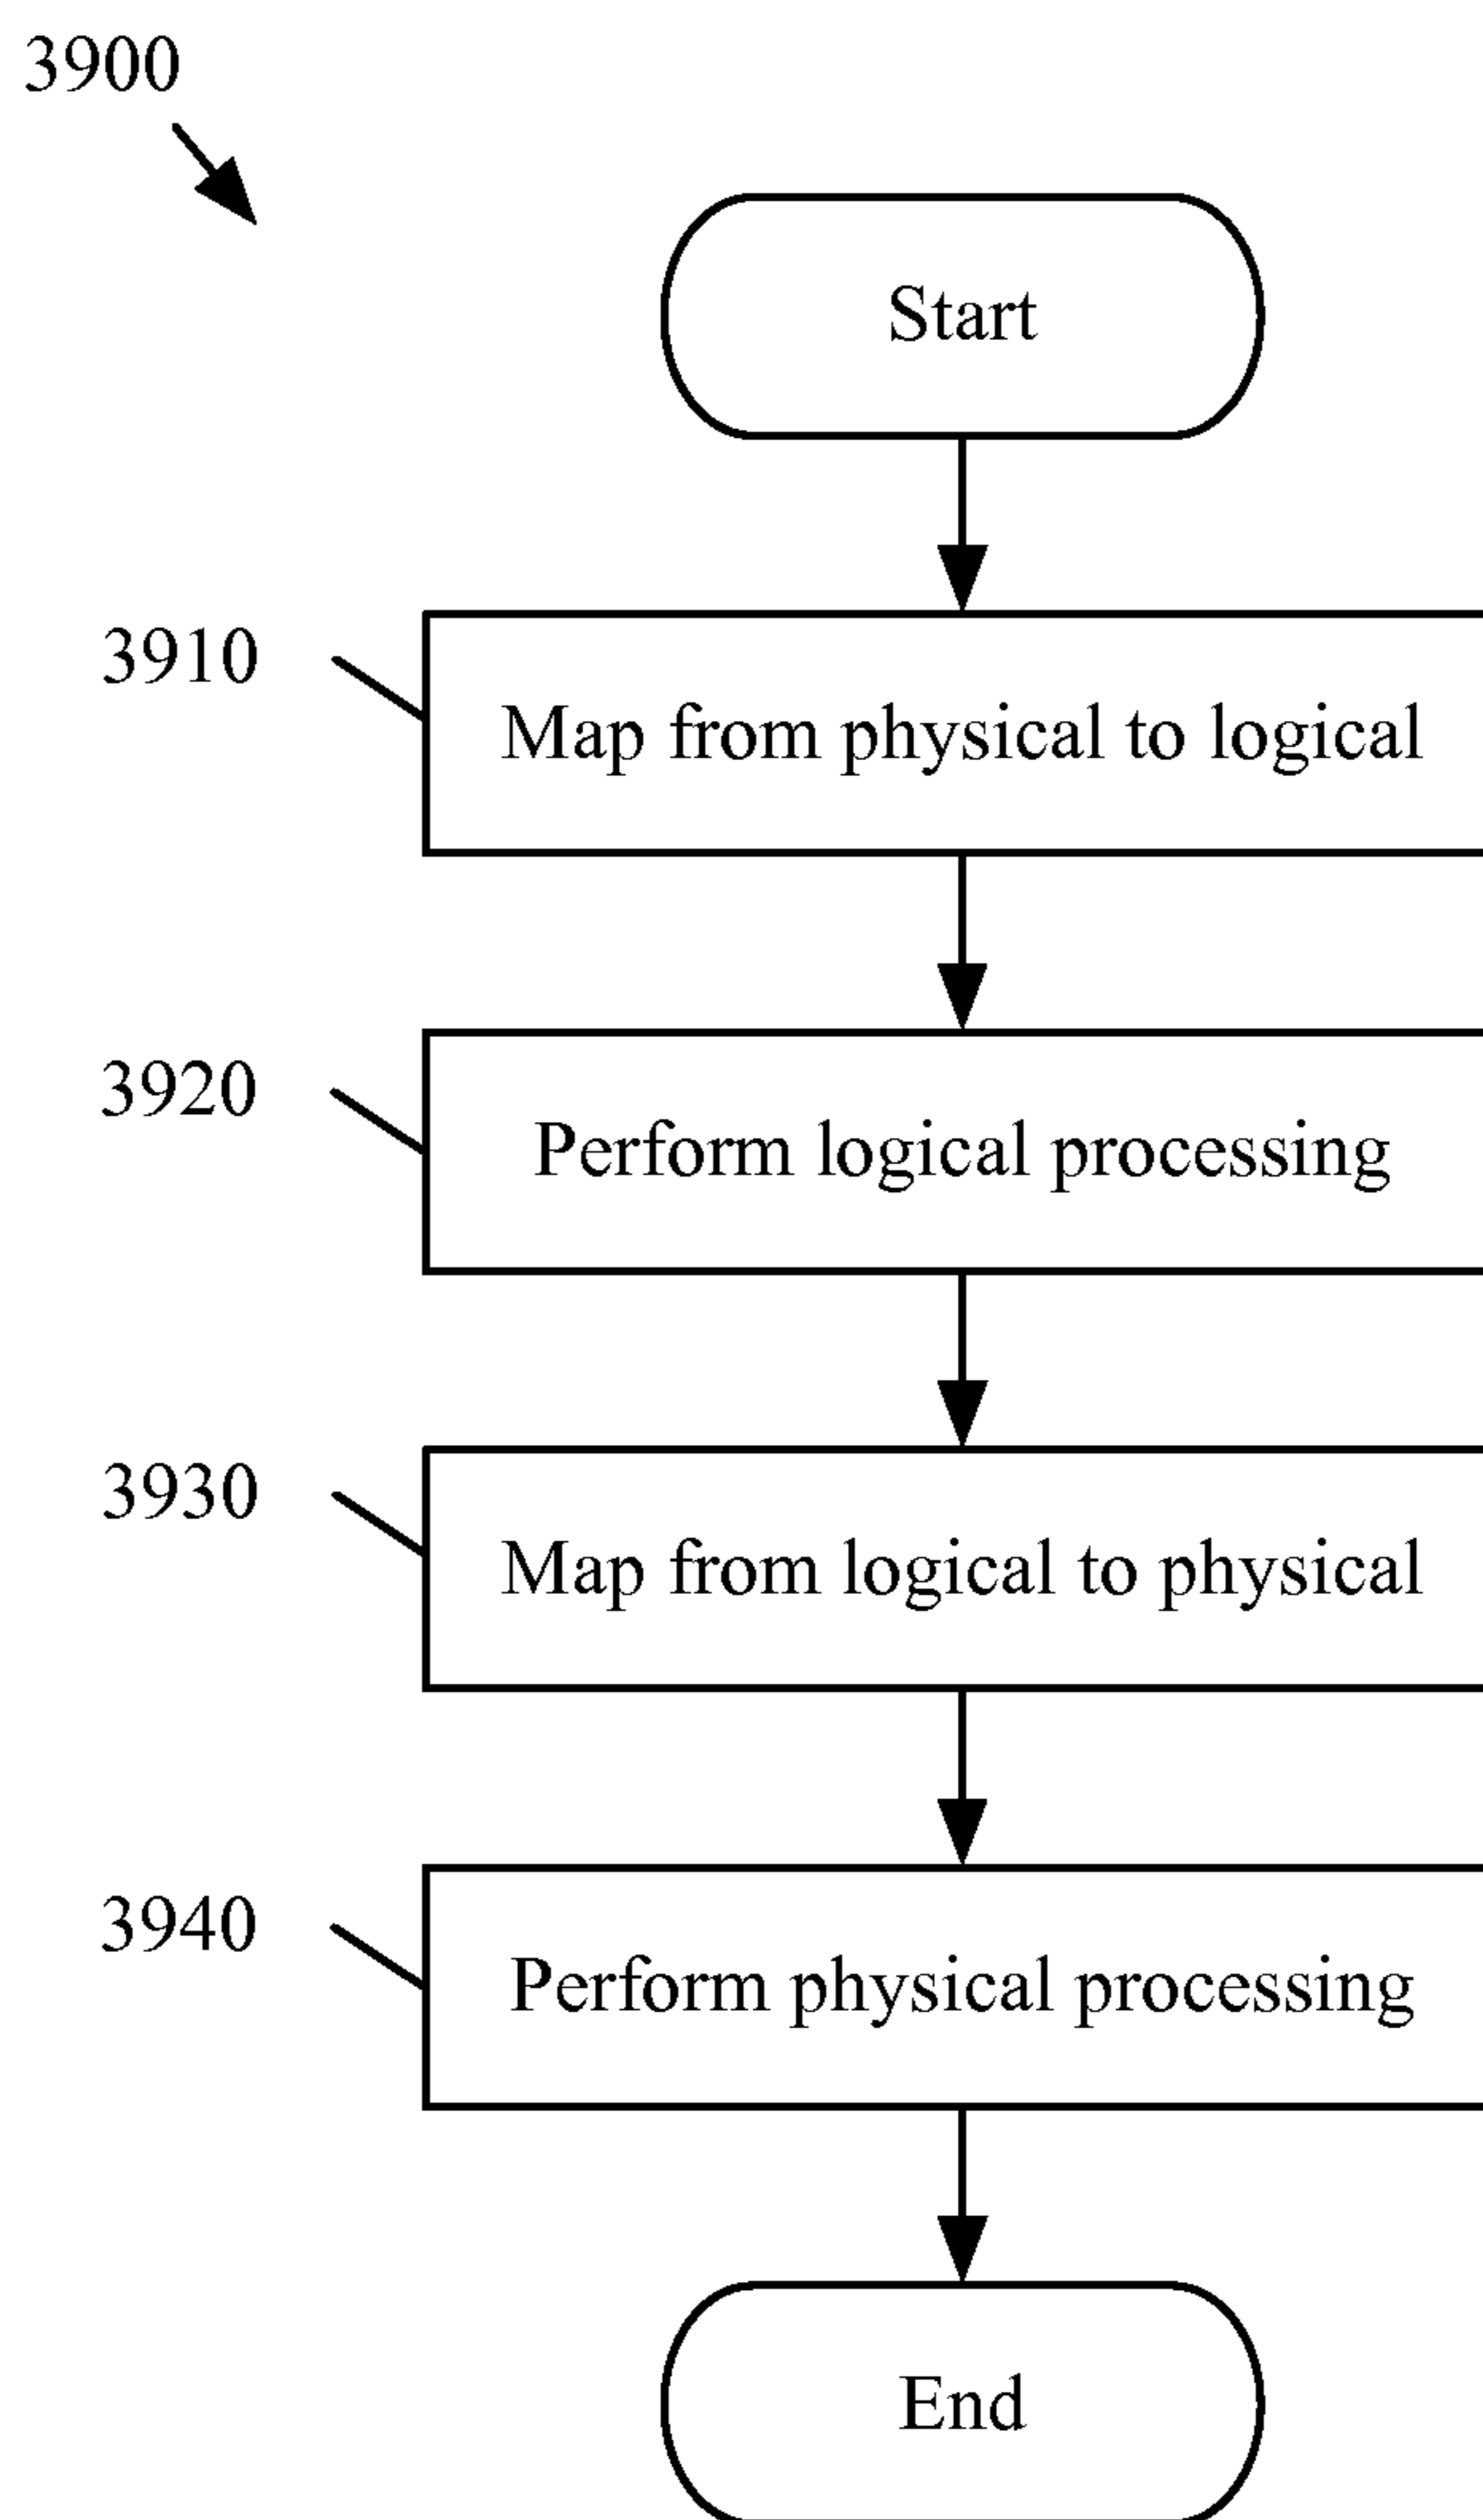 3900
Start
3910
Map from physical to logical
3920
Perform logical processing
3930
Map from logical to physical
3940
Perform physical processing
End